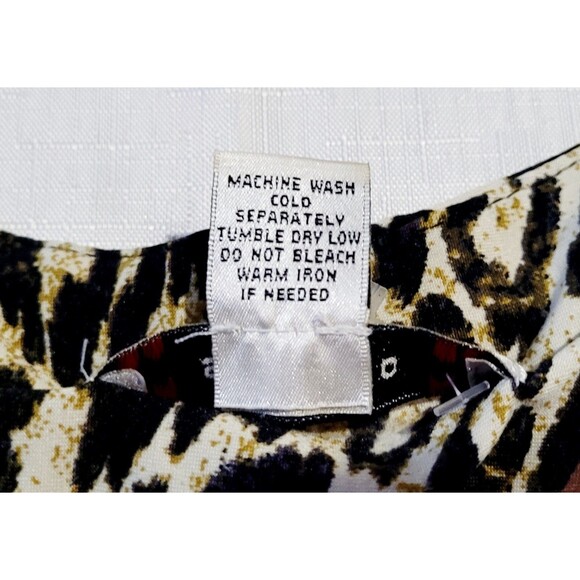 MACHINE WASH
COLD
SEPARATELY
TUMBLE DRY LOW
DO NOT BLEACH
WARM IRON
IF NEEDED